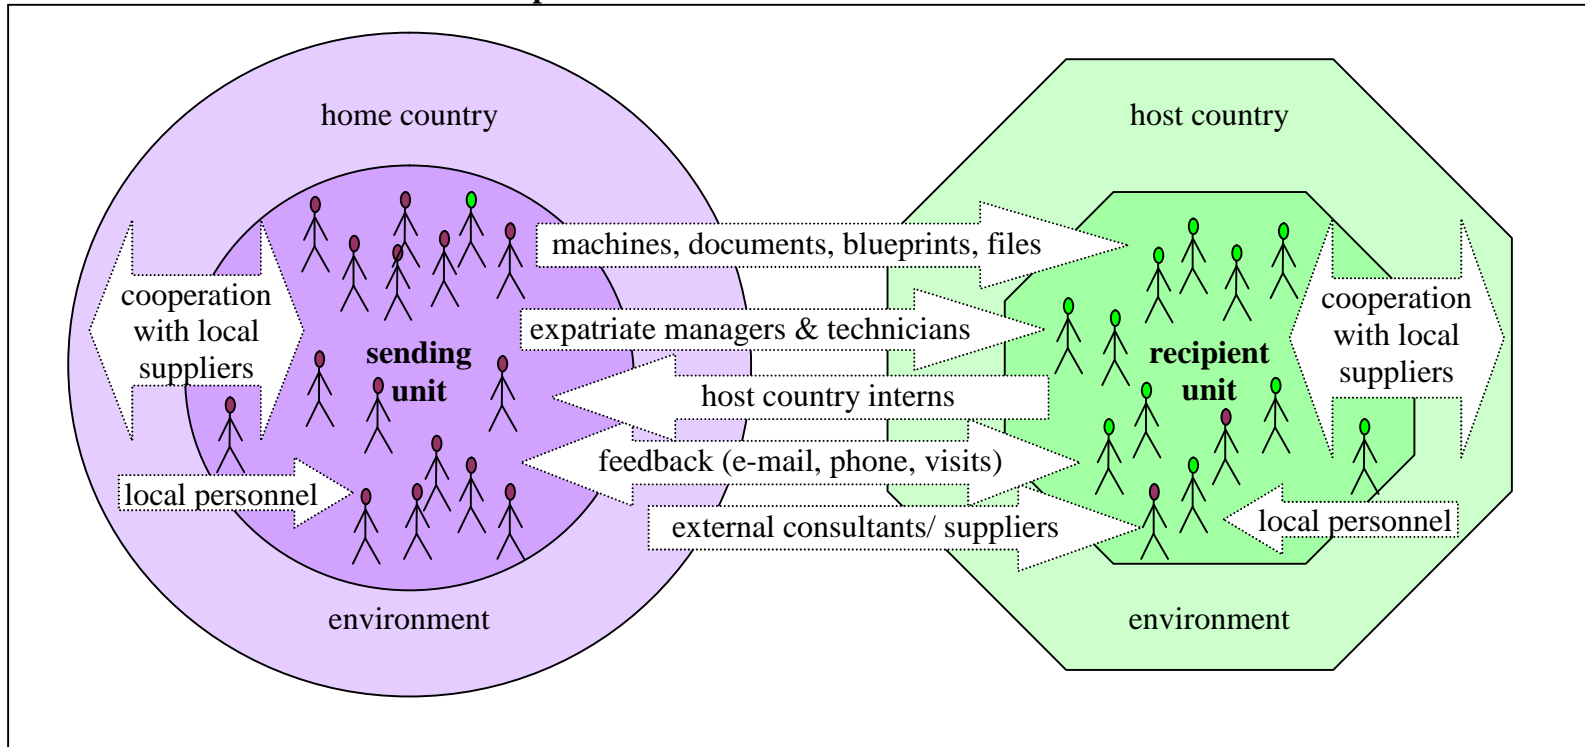 home country
host country
machines, documents, blueprints, files
cooperation
with local
suppliers
expatriate managers & technicians
cooperation
with local
suppliers
sending
unit
recipient
unit
host country interns
feedback (e-mail, phone, visits)
local personnel
external consultants/ suppliers
local personnel
environment
environment